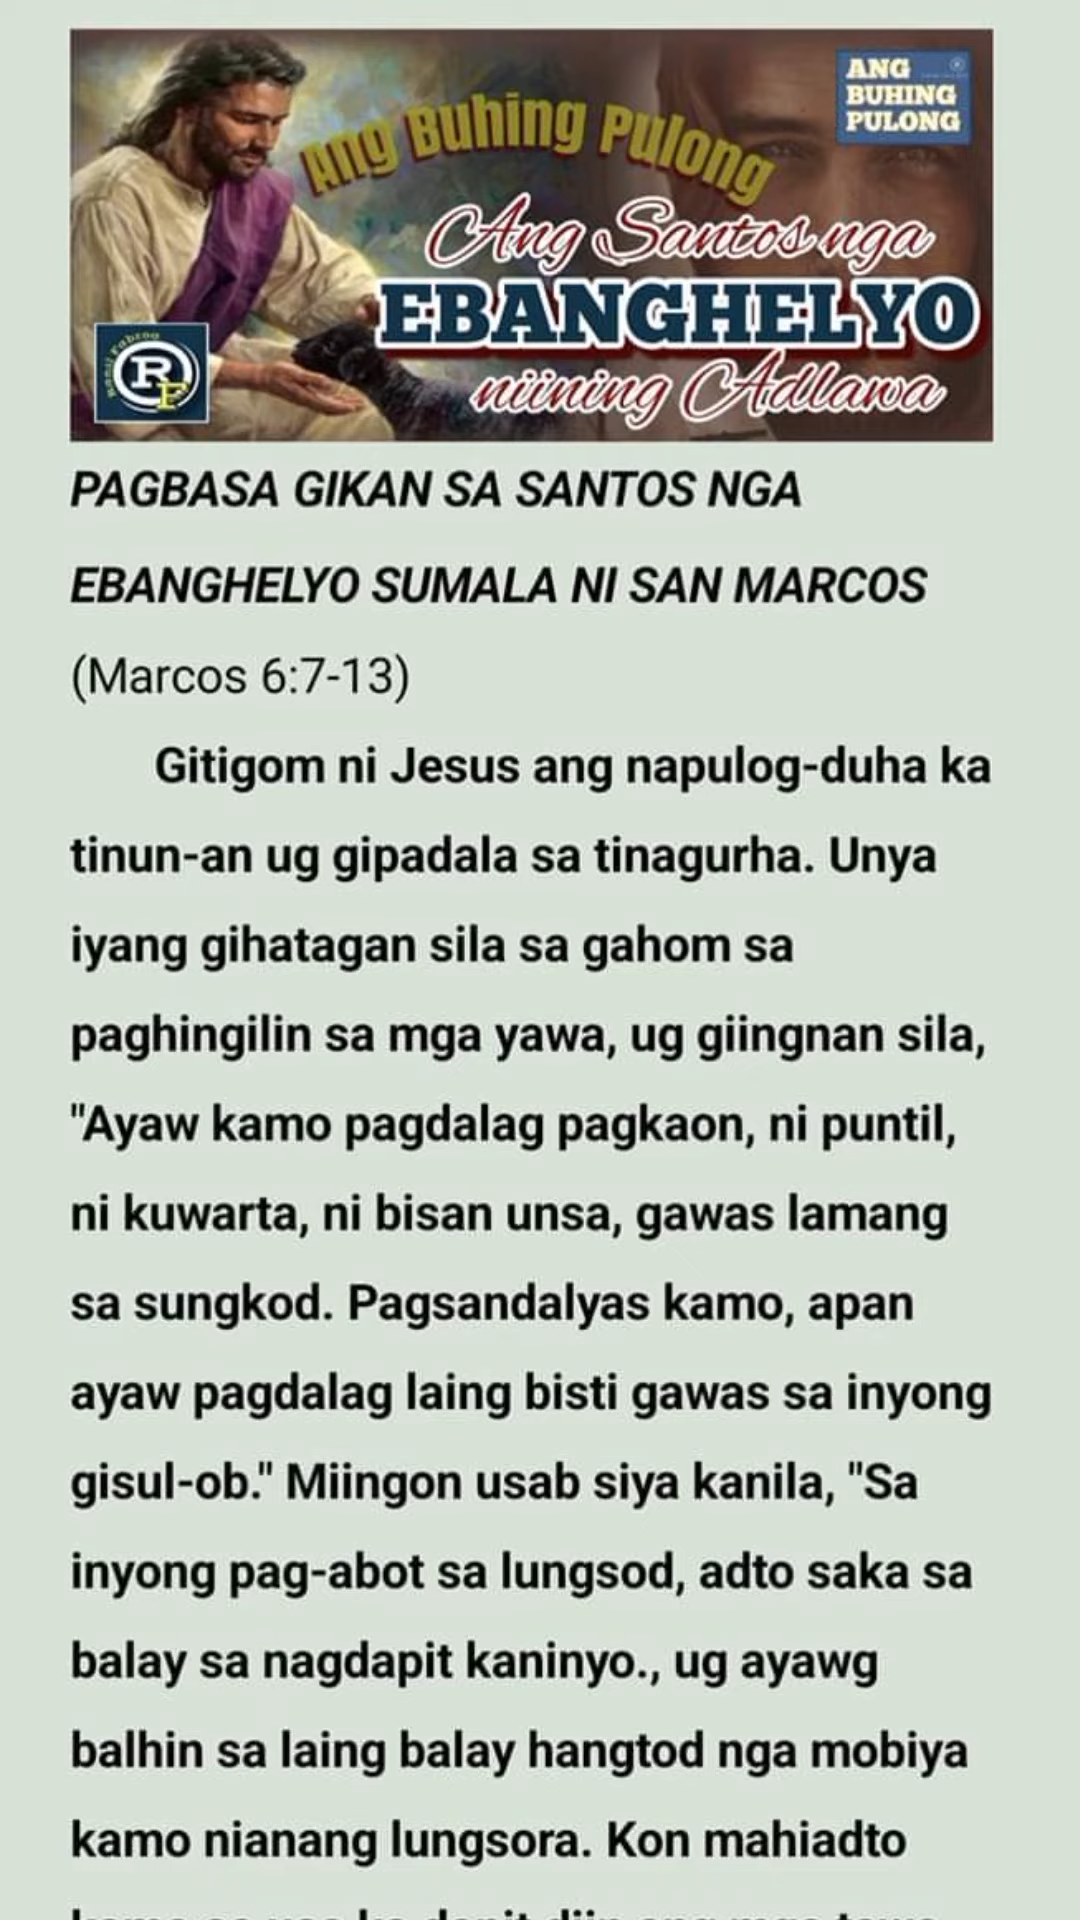 ANG
BUHING
PULONG
Ang Buhing Pulong
Ang Santos nga
EBANGHELYO
niining Adlawa
RF
PAGBASA GIKAN SA SANTOS NGA
EBANGHELYO SUMALA NI SAN MARCOS
(Marcos 6:7-13)
Gitigom ni Jesus ang napulog-duha ka
tinun-an ug gipadala sa tinagurha. Unya
iyang gihatagan sila sa gahom sa
paghingilin sa mga yawa, ug giingnan sila,
"Ayaw kamo pagdalag pagkaon, ni puntil,
ni kuwarta, ni bisan unsa, gawas lamang
sa sungkod. Pagsandalyas kamo, apan
ayaw pagdalag laing bisti gawas sa inyong
gisul-ob." Miingon usab siya kanila, "Sa
inyong pag-abot sa lungsod, adto saka sa
balay sa nagdapit kaninyo., ug ayawg
balhin sa laing balay hangtod nga mobiya
kamo nianang lungsora. Kon mahiadto